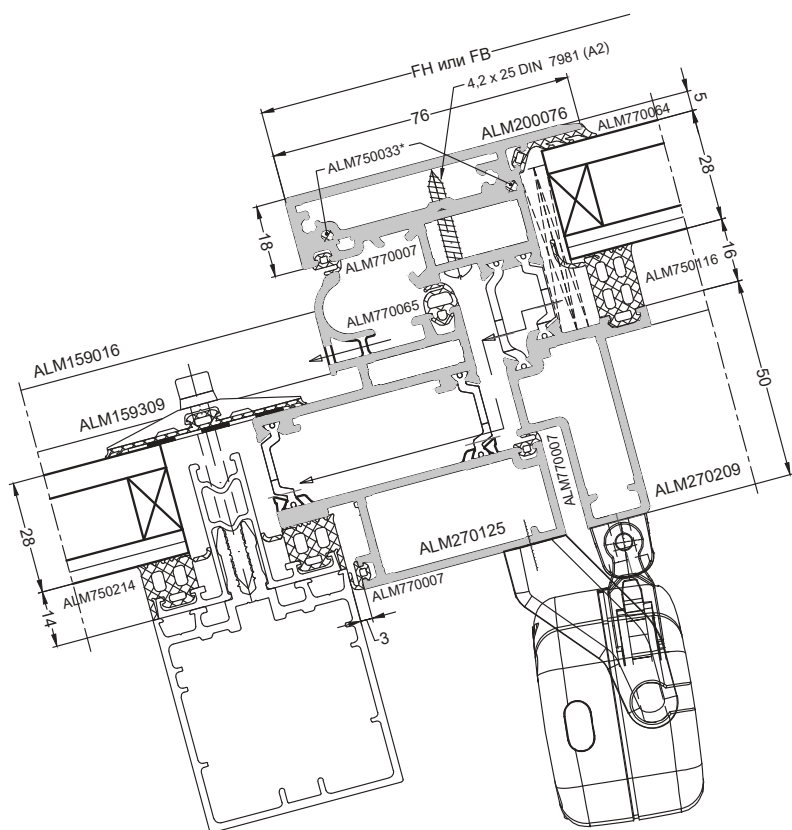 FH или FB
4,2 x 25 DIN 7981 (A2)
76
5
ALM200076
ALM770064
ALM750033*
28
18
ALM770007
16
ALM750116
ALM770065
ALM159016
50
ALM159309
ALM770007
ALM270209
28
ALM270125
ALM750214
ALM770007
14
3